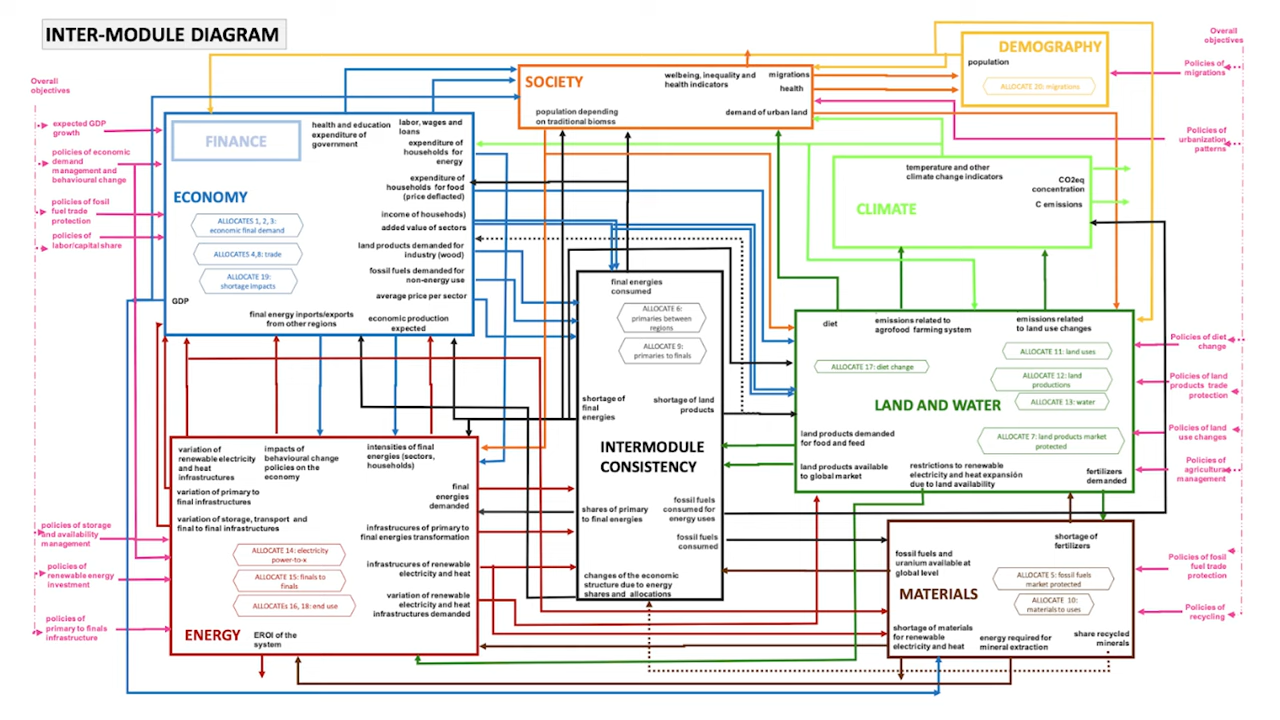 INTER-MODULE DIAGRAM
Overall
objectives
expected GDP
growth
policies of economic
demand
management and
behavioural change
policies of fosil
fuel trade
protection
policies of
labor/capital share
policies of storage
and availability
management
policies of
renewable energy
investment
policies of
primary to finals
infrastructure
FINANCE
ECONOMY
health and education
expenditure of
government
labor, wages and
loans
expenditure of
households for
energy
expenditure of
households for food
(price deflacted)
income of househods)
added value of sectors
land products demanded for
industry (wood)
fossil fuels demanded for
non-energy use
average price per sector
economic production
expected
ALLOCATES 1, 2, 3:
economic final demand
ALLOCATES 4,8: trade
ALLOCATE 19:
shortage impacts
GDP
final energy inports/exports
from other regions
SOCIETY
welbeing, inequality and
health indicators
migrations
health
demand of urban land
population depending
on traditional biomss
DEMOGRAPHY
population
ALLOCATE 20: migrations
Overall
objectives
Policies of
migrations
Policies of
urbanization
patterns
CLIMATE
temperature and other
climate change indicators
CO2eq
concentration
C emissions
final energies
consumed
ALLOCATE 6:
primaries between
regions
ALLOCATE 9:
primaries to finals
shortage of
final
energies
shortage of land
products
INTERMODULE
CONSISTENCY
fossil fuels
consumed for
energy uses
shares of primary
to final energies
fossil fuels
consumed
changes of the economic
structure due to energy
shares and allocations
diet
emissions related to
agrofood farming system
emissions related
to land use changes
ALLOCATE 11: land uses
ALLOCATE 17: diet change
ALLOCATE 12: land
productions
ALLOCATE 13: water
LAND AND WATER
ALLOCATE 7: land products market
protected
land products demanded
for food and feed
land products available
to global market
restrictions to renewable
electricity and heat expansión
due to land availability
fertilizers
demanded
Policies of diet
change
Policies of land
products trade
protection
Policies of land
use changes
Policies of
agricultura
management
Policies of fosil
fuel trade
protection
Policies of
recycling
variation of
renewable electricity
and heat
infrastructures
impacts of
behavioural change
policies on the
economy
intensities of final
energies (sectors,
households)
variation of primary to
final infrastructures
variation of storage, transport and
final to final infrastructures
final
energies
demanded
infrastrucures of primary to
final energies transformation
infrastrucures of renewable
electricity and heat
variation of renewable
electricity and heat
infrastructures demanded
ALLOCATE 14: electricity
power-to-x
ALLOCATE 15: finals to
finals
ALLOCATEs 16, 18: end use
ENERGY
EROI of the
system
shortage of
fertilizers
fossil fuels and
uranium available at
global level
ALLOCATE 5: fossil fuels
market protected
MATERIALS
ALLOCATE 10:
materials to uses
shortage of materials
for renewable
electricity and heat
energy required for
mineral extraction
share recycled
minerals